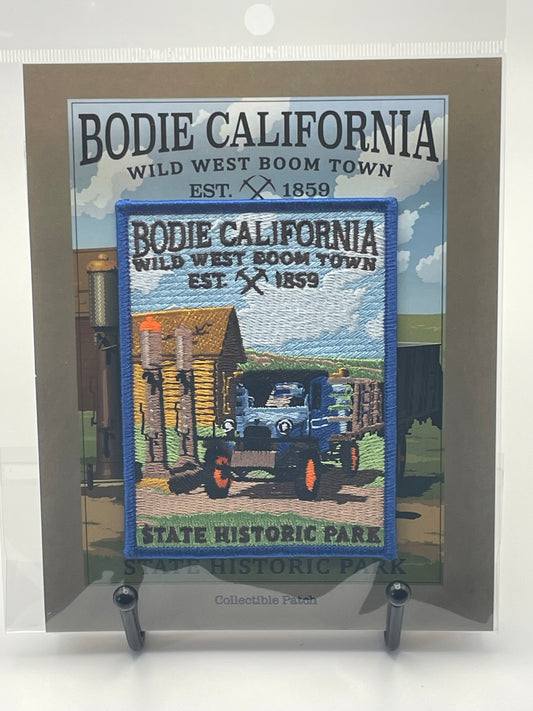 BODIE CALIFORNIA
WILD WEST BOOM TOWN
EST. 1859
BODIE CALIFORNIA
WILD WEST BOOM TOWN
EST. 1859
STATE HISTORIC PARK
STATE HISTORIC PARK
Collectible Patch